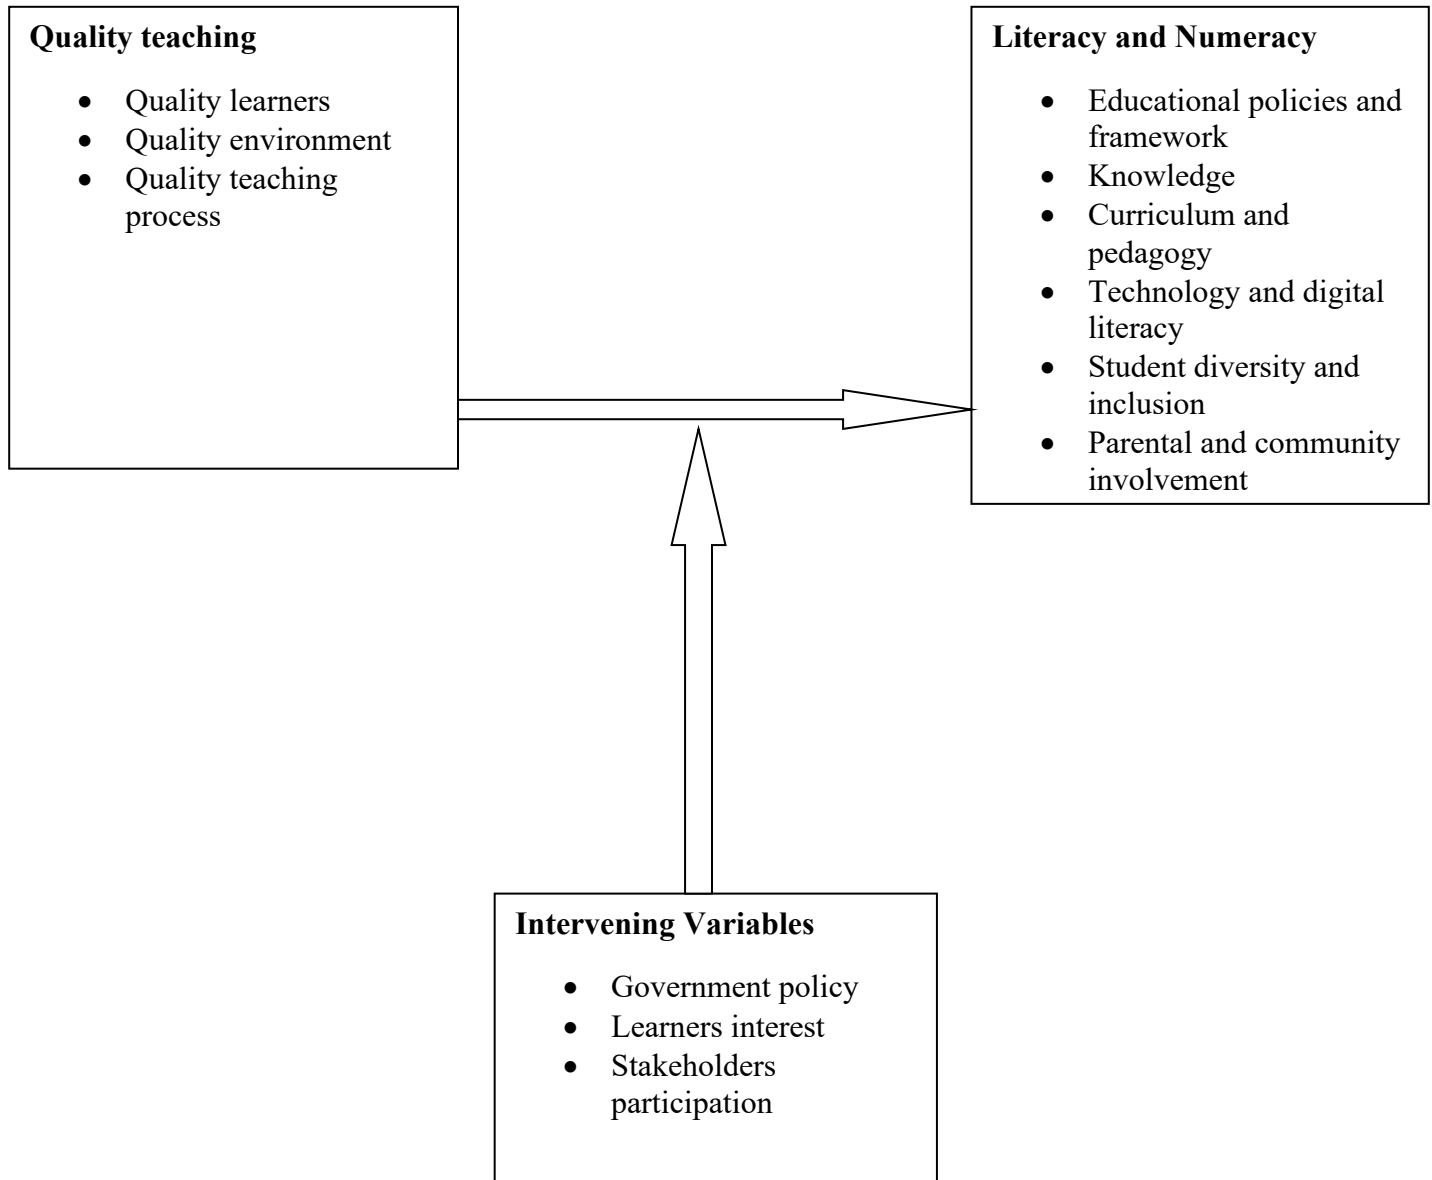 Quality teaching
• Quality learners
• Quality environment
• Quality teaching
process
Literacy and Numeracy
• Educational policies and
framework
• Knowledge
• Curriculum and
pedagogy
• Technology and digital
literacy
• Student diversity and
inclusion
• Parental and community
involvement
Intervening Variables
• Government policy
• Learners interest
• Stakeholders
participation